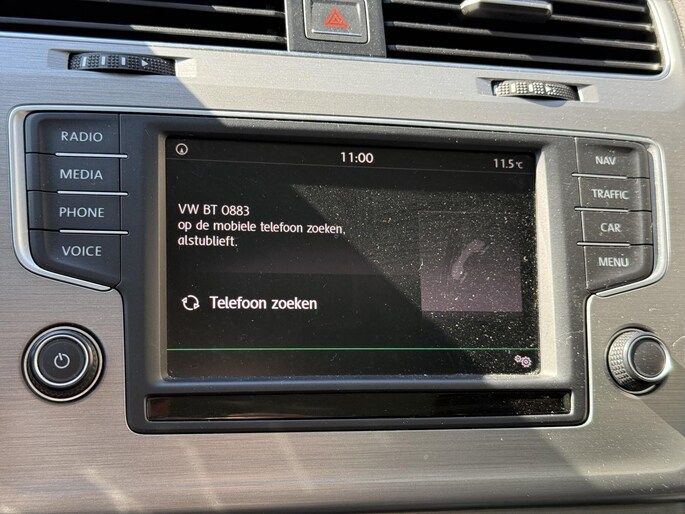 RADIO
MEDIA
PHONE
VOICE
11:00
11.5 °C
VW BT 0883
op de mobiele telefoon zoeken,
alstublieft.
Telefoon zoeken
NAV
TRAFFIC
CAR
MENU